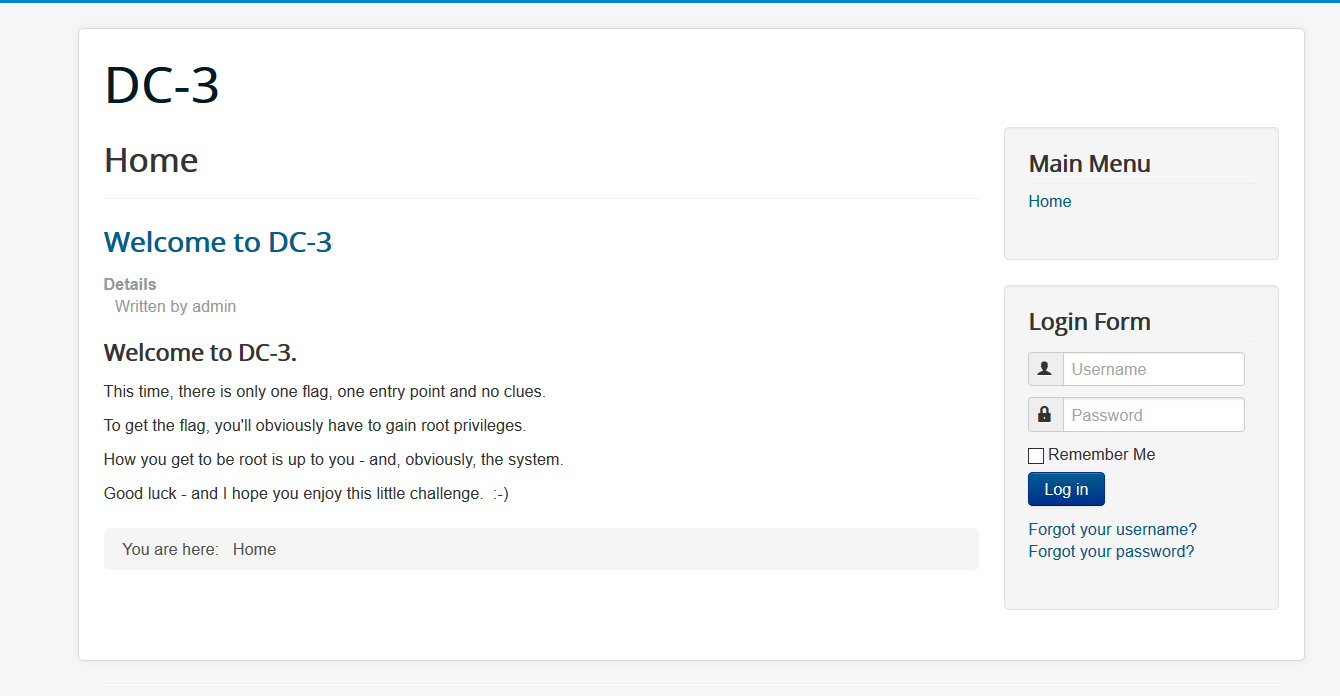 DC-3
Home
Welcome to DC-3
Details
Written by admin
Welcome to DC-3.
This time, there is only one flag, one entry point and no clues.
To get the flag, you'll obviously have to gain root privileges.
How you get to be root is up to you - and, obviously, the system.
Good luck - and I hope you enjoy this little challenge.  :-)
You are here:   Home
Main Menu
Home
Login Form
Username
Password
Remember Me
Log in
Forgot your username?
Forgot your password?